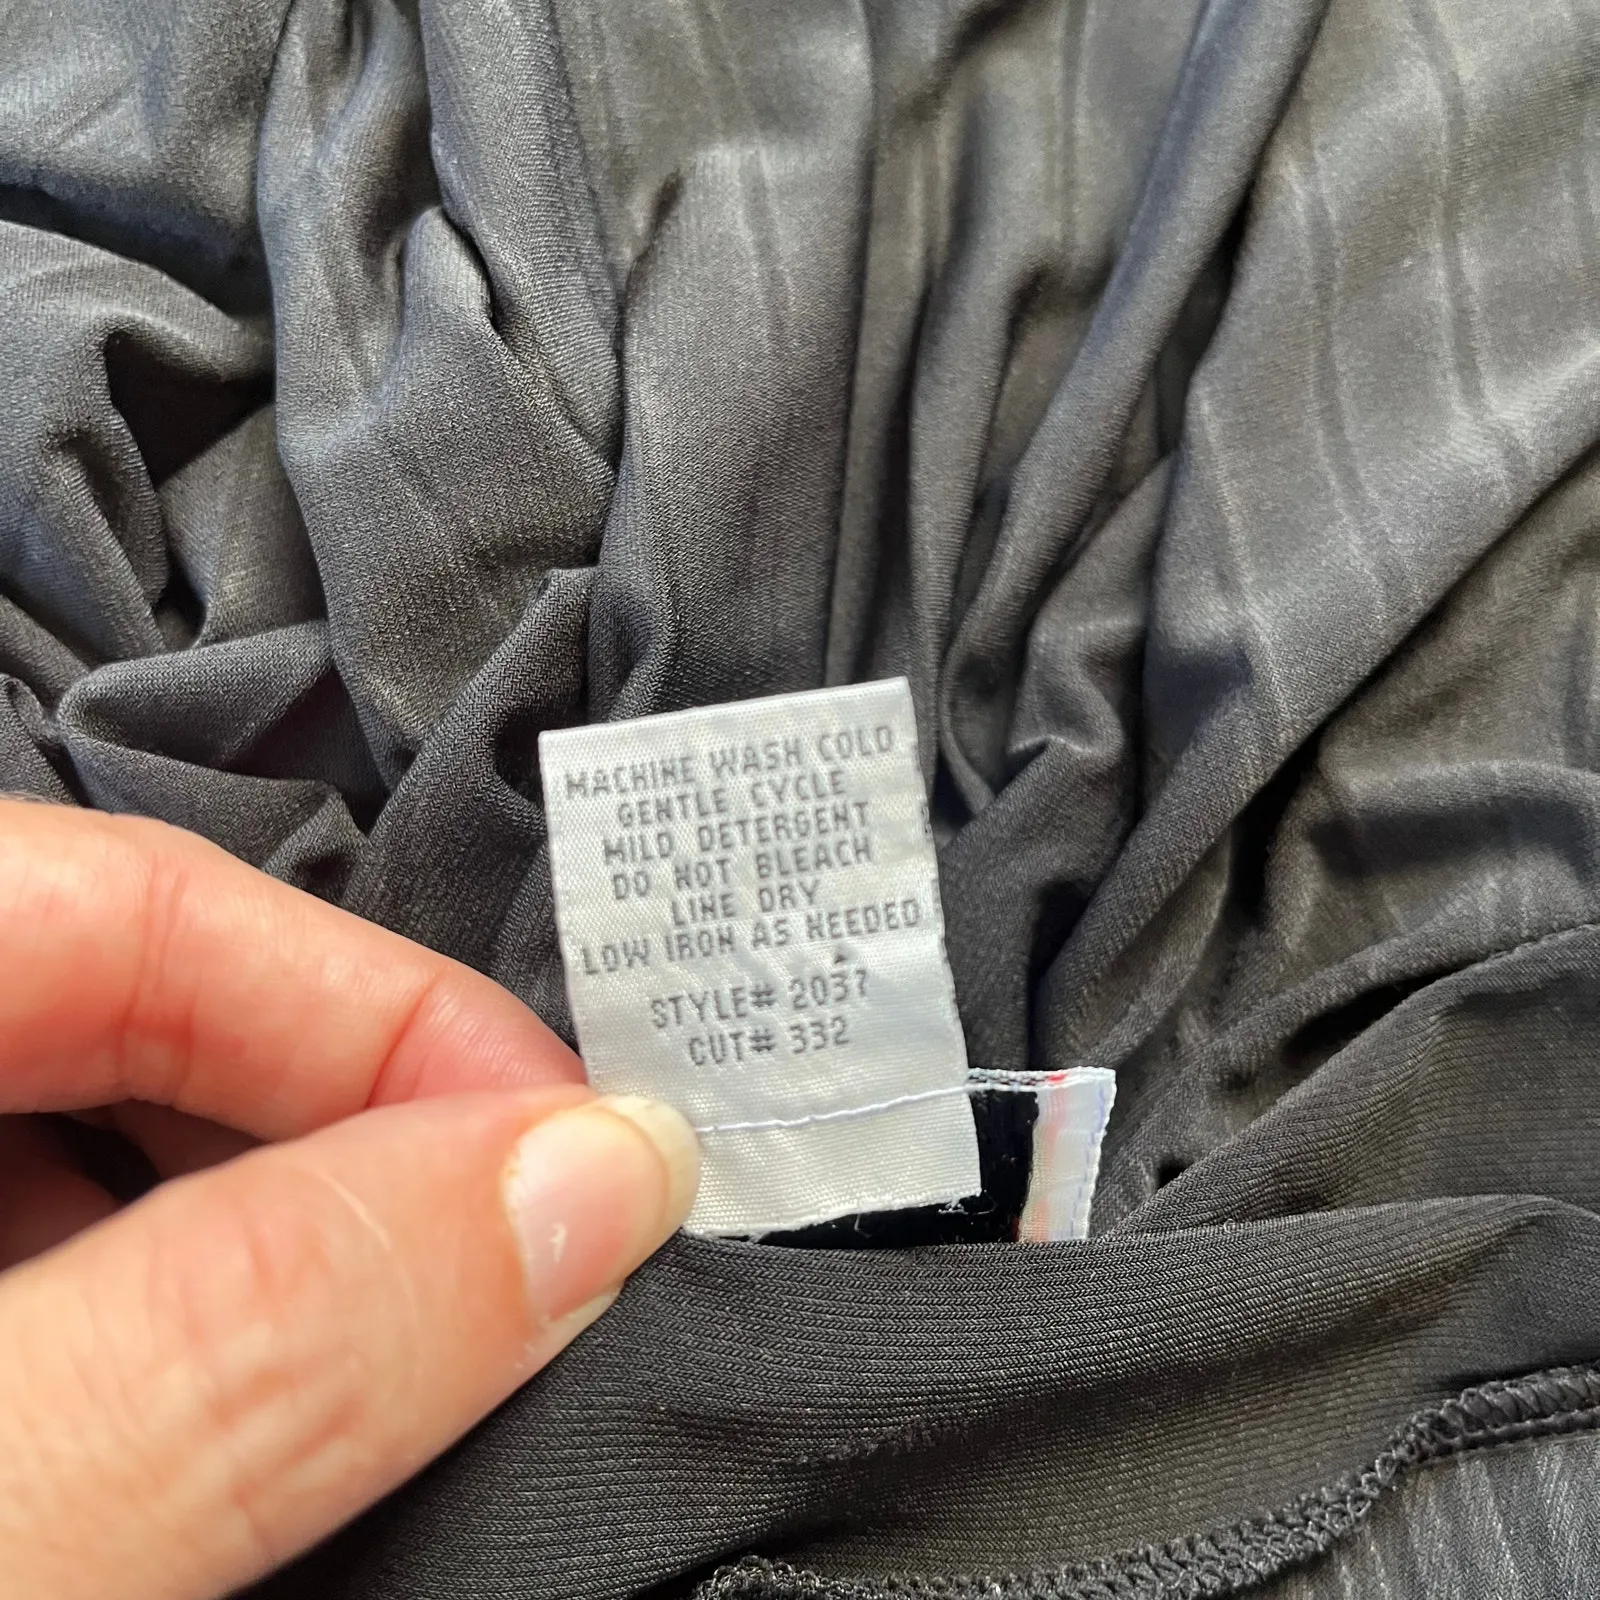 MACHINE WASH COLD
GENTLE CYCLE
MILD DETERGENT
DO NOT BLEACH
LINE DRY
LOW IRON AS NEEDED
STYLE# 2037
CUT# 332